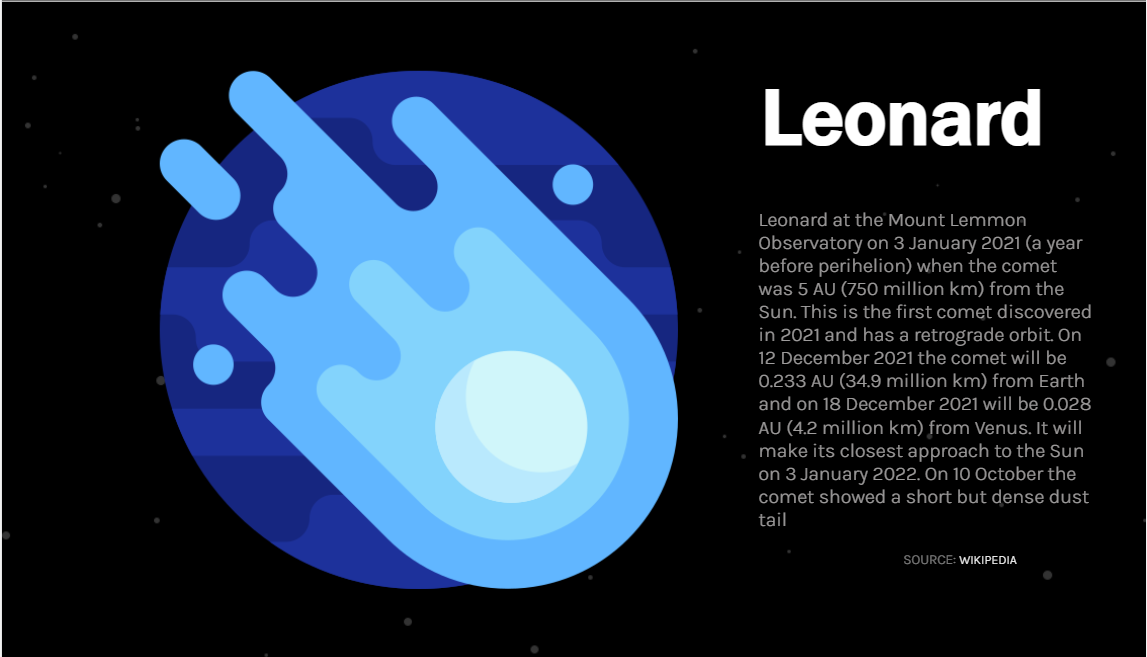 Leonard
Leonard at the Mount Lemmon
Observatory on 3 January 2021 (a year
before perihelion) when the comet
was 5 AU (750 million km) from the
Sun. This is the first comet discovered
in 2021 and has a retrograde orbit. On
12 December 2021 the comet will be
0.233 AU (34.9 million km) from Earth
and on 18 December 2021 will be 0.028
AU (4.2 million km) from Venus. It will
make its closest approach to the Sun
on 3 January 2022. On 10 October the
comet showed a short but dense dust
tail
SOURCE: WIKIPEDIA